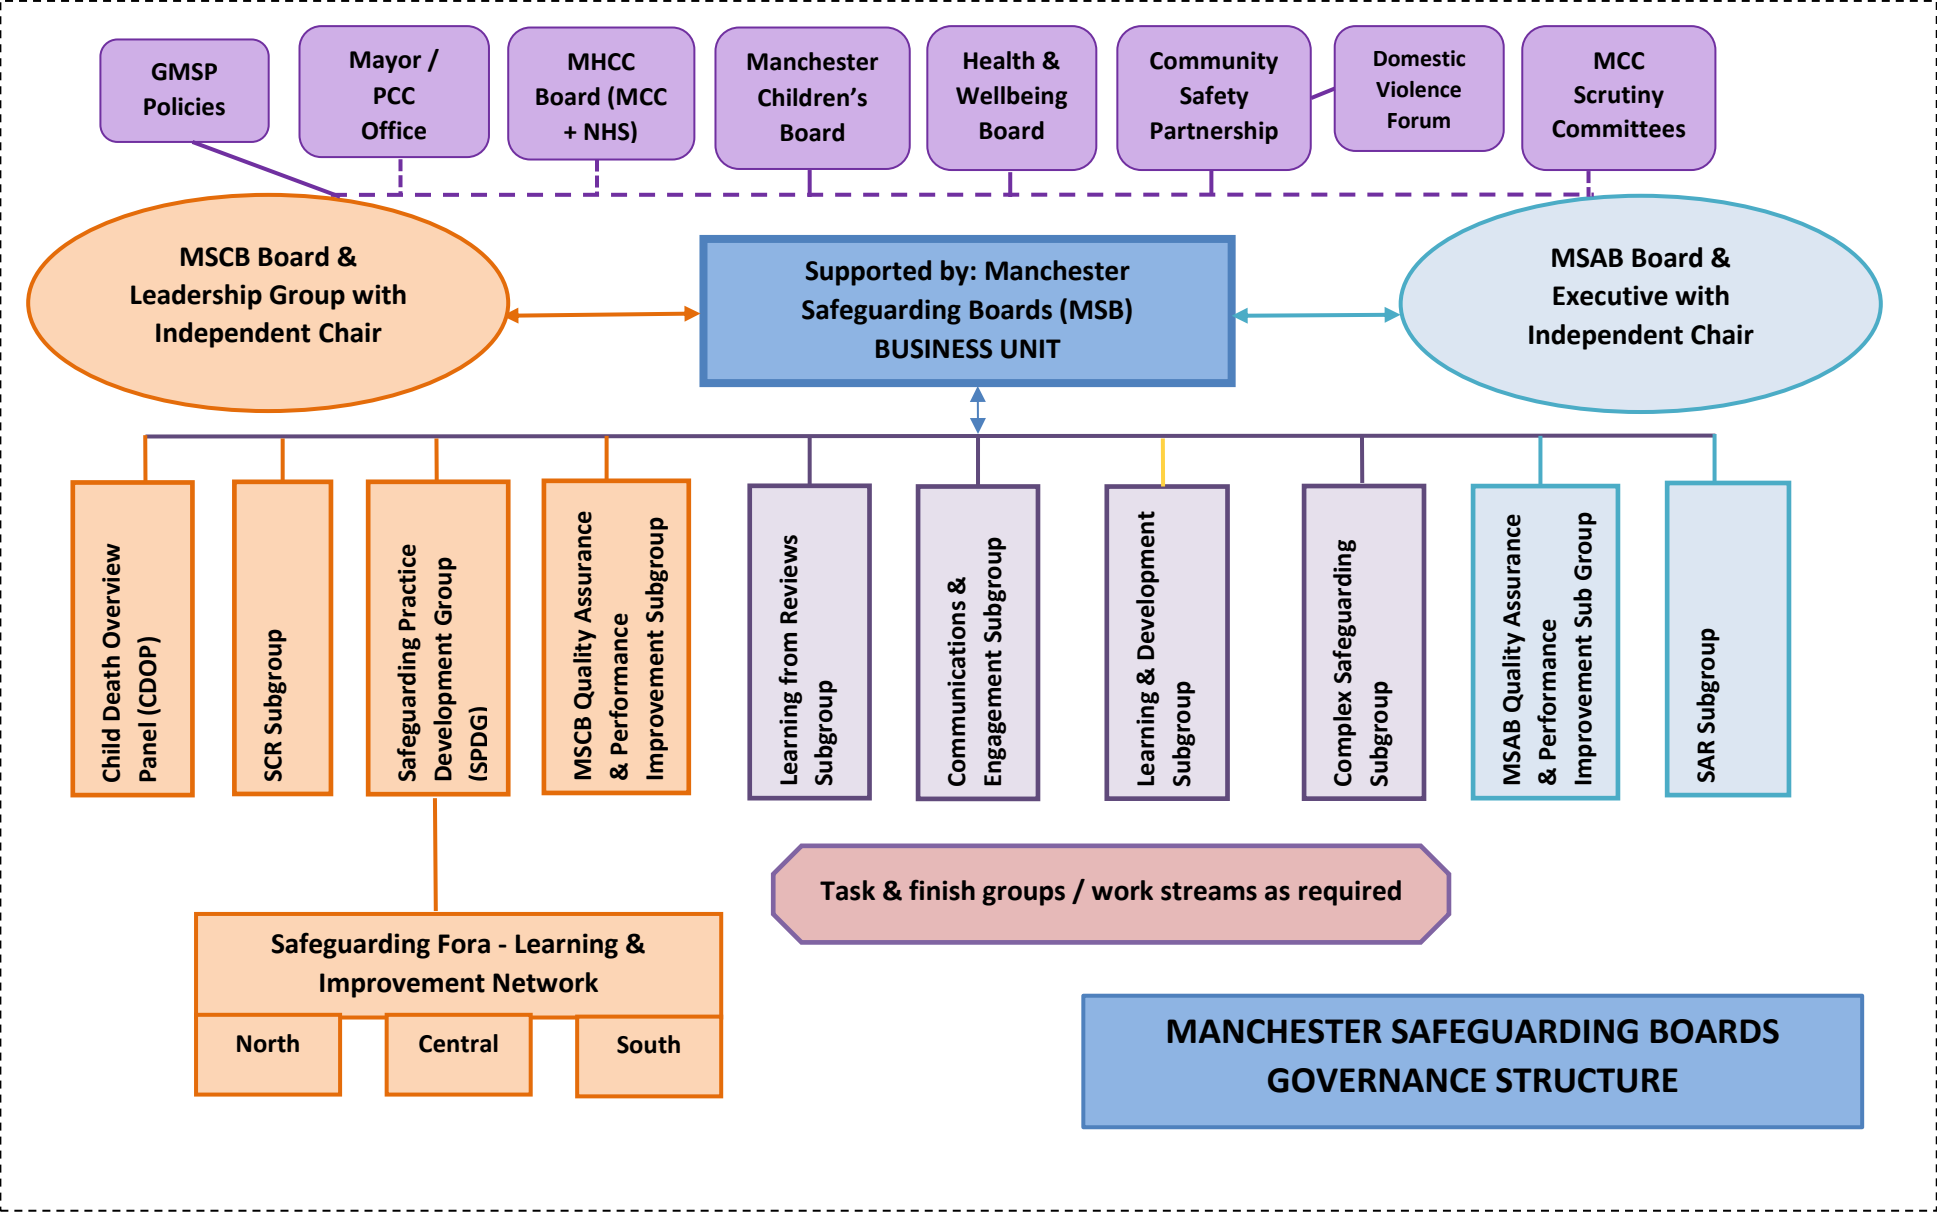 GMSP
Policies
Mayor /
PCC
Office
MHCC
Board (MCC
+ NHS)
Manchester
Children’s
Board
Health &
Wellbeing
Board
Community
Safety
Partnership
Domestic
Violence
Forum
MCC
Scrutiny
Committees
MSCB Board &
Leadership Group with
Independent Chair
Supported by: Manchester
Safeguarding Boards (MSB)
BUSINESS UNIT
MSAB Board &
Executive with
Independent Chair
Child Death Overview
Panel (CDOP)
SCR Subgroup
Safeguarding Practice
Development Group
(SPDG)
MSCB Quality Assurance
& Performance
Improvement Subgroup
Learning from Reviews
Subgroup
Communications &
Engagement Subgroup
Learning & Development
Subgroup
Complex Safeguarding
Subgroup
MSAB Quality Assurance
& Performance
Improvement Sub Group
SAR Subgroup
Task & finish groups / work streams as required
Safeguarding Fora - Learning &
Improvement Network
North
Central
South
MANCHESTER SAFEGUARDING BOARDS
GOVERNANCE STRUCTURE